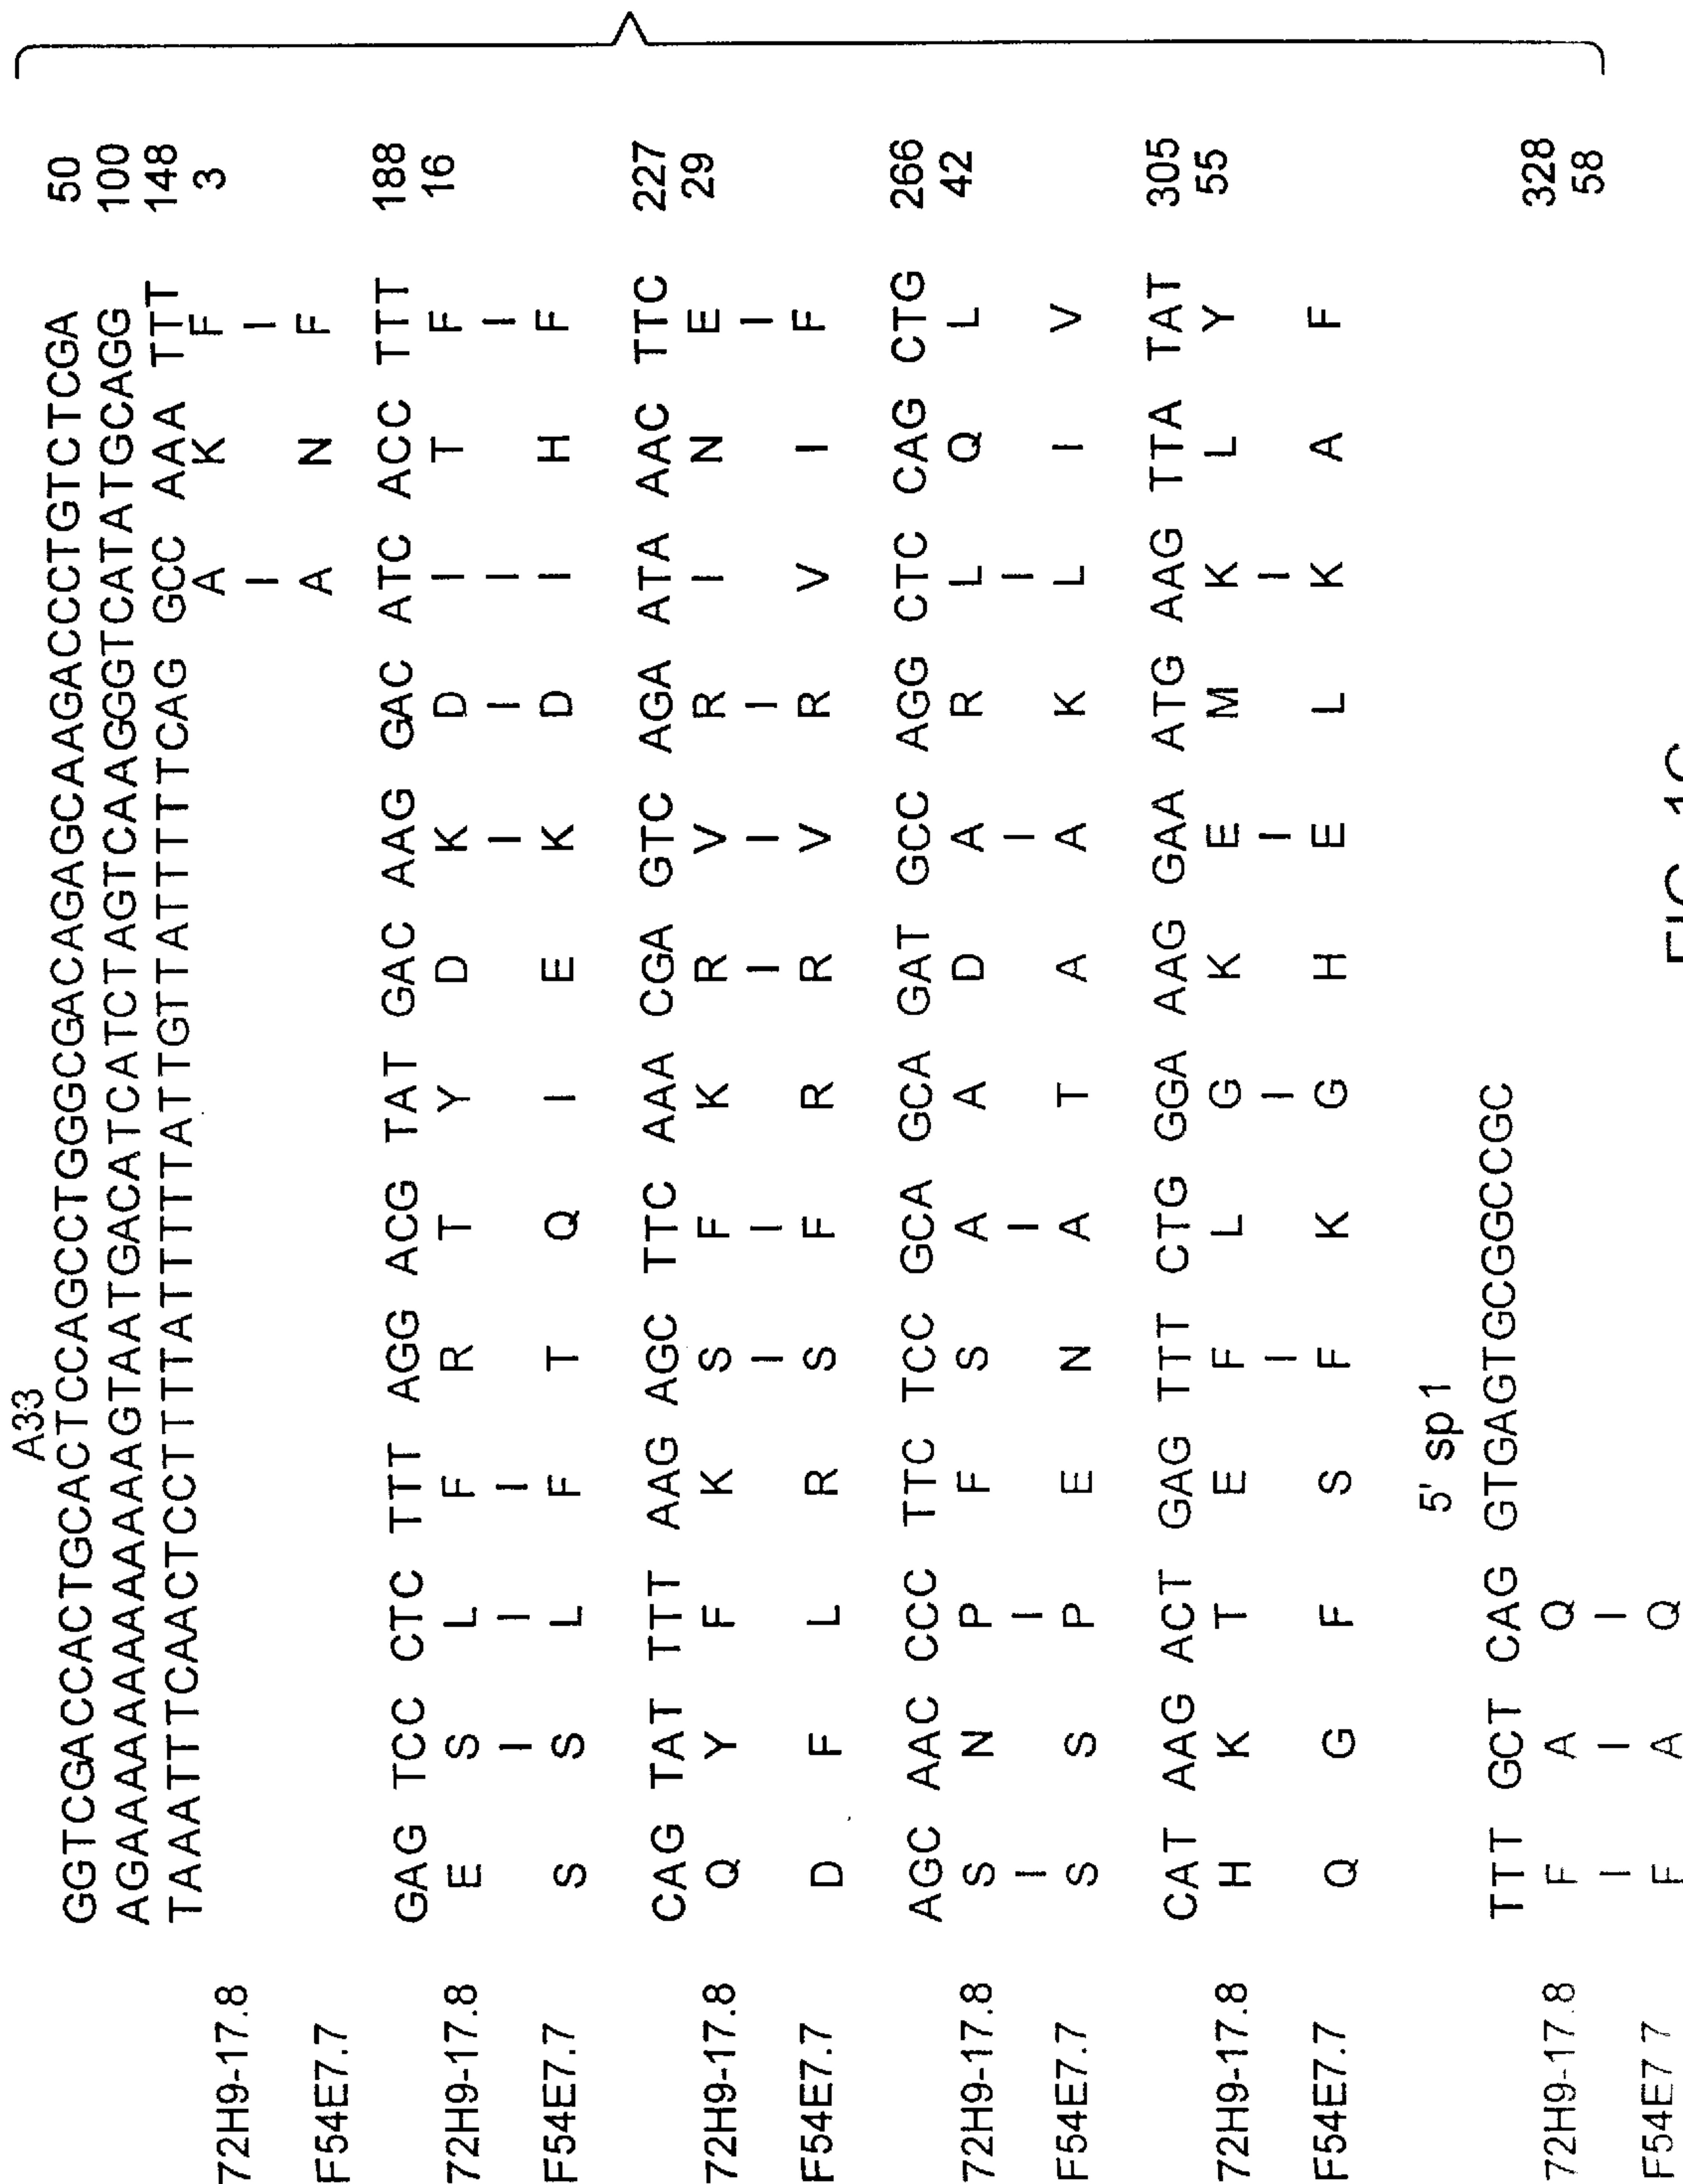 A33
GGTCGACCACTGCACTCCAGCCTGGGCGACAGAGCAAGACCCTGTCTCGA 50
AGAAAAAAAAAAAAAGTAATGACATCATCTAGTCAAGGGTCATATGCAGG 100
TAAATTTCAACTCCTTTTATTTTTTATTGTTATTTTTCAG GCC AAA TTT 148
72H9-17.8 A K F 3
I I
F54E7.7 A N F
GAG TCC CTC TTT AGG ACG TAT GAC AAG GAC ATC ACC TTT 188
72H9-17.8 E S L F R T Y D K D I T F 16
I I I I I I I
F54E7.7 S S L F T Q I E K D I H F
CAG TAT TTT AAG AGC TTC AAA CGA GTC AGA ATA AAC TTC 227
72H9-17.8 Q Y F K S F K R V R I N E 29
I I I I I I
F54E7.7 D F L R S F R R V R V I F
AGC AAC CCC TTC TCC GCA GCA GAT GCC AGG CTC CAG CTG 266
72H9-17.8 S N P F S A A D A R L Q L 42
I I I I I
F54E7.7 S S P E N A T A A K L I V
CAT AAG ACT GAG TTT CTG GGA AAG GAA ATG AAG TTA TAT 305
72H9-17.8 H K T E F L G K E M K L Y 55
I I I I
F54E7.7 Q G F S F K G H E L K A F
5' sp1
TTT GCT CAG GTGAGTGCGGCCGC 328
72H9-17.8 F A Q 58
I I I
F54E7.7 F A Q